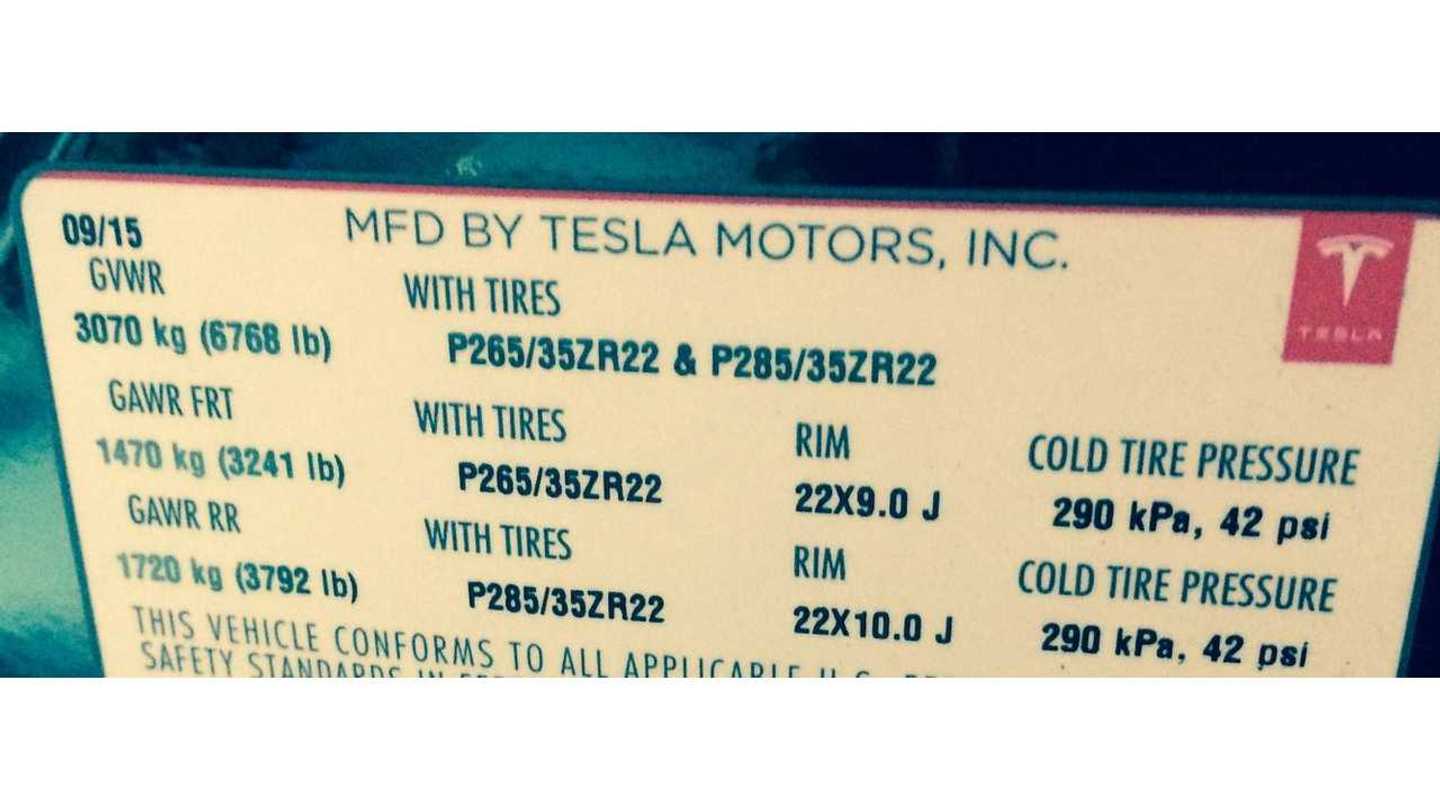 09/15 MFD BY TESLA MOTORS, INC.
GVWR WITH TIRES
TESLA
3070 kg (6768 lb) P265/35ZR22 & P285/35ZR22
GAWR FRT WITH TIRES RIM COLD TIRE PRESSURE
1470 kg (3241 lb) P265/35ZR22 22X9.0 J 290 kPa, 42 psi
GAWR RR WITH TIRES RIM COLD TIRE PRESSURE
1720 kg (3792 lb) P285/35ZR22 22X10.0 J 290 kPa, 42 psi
THIS VEHICLE CONFORMS TO ALL APPLICABLE U.S.
SAFETY STANDARDS IN